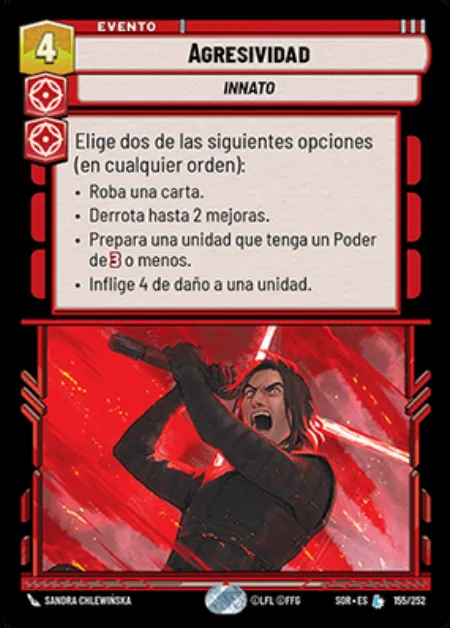 EVENTO
4
AGRESIVIDAD
INNATO
Elige dos de las siguientes opciones
(en cualquier orden):
• Roba una carta.
• Derrota hasta 2 mejoras.
• Prepara una unidad que tenga un Poder
de 3 o menos.
• Inflige 4 de daño a una unidad.
SANDRA CHLEWIŃSKA
©LFL ©FFG
SOR • ES L 155/252